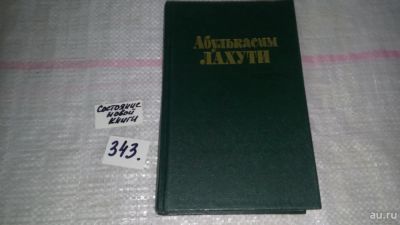 Абулькасим
ЛАХУТИ
Состояние
новой
книги
343.
au.ru